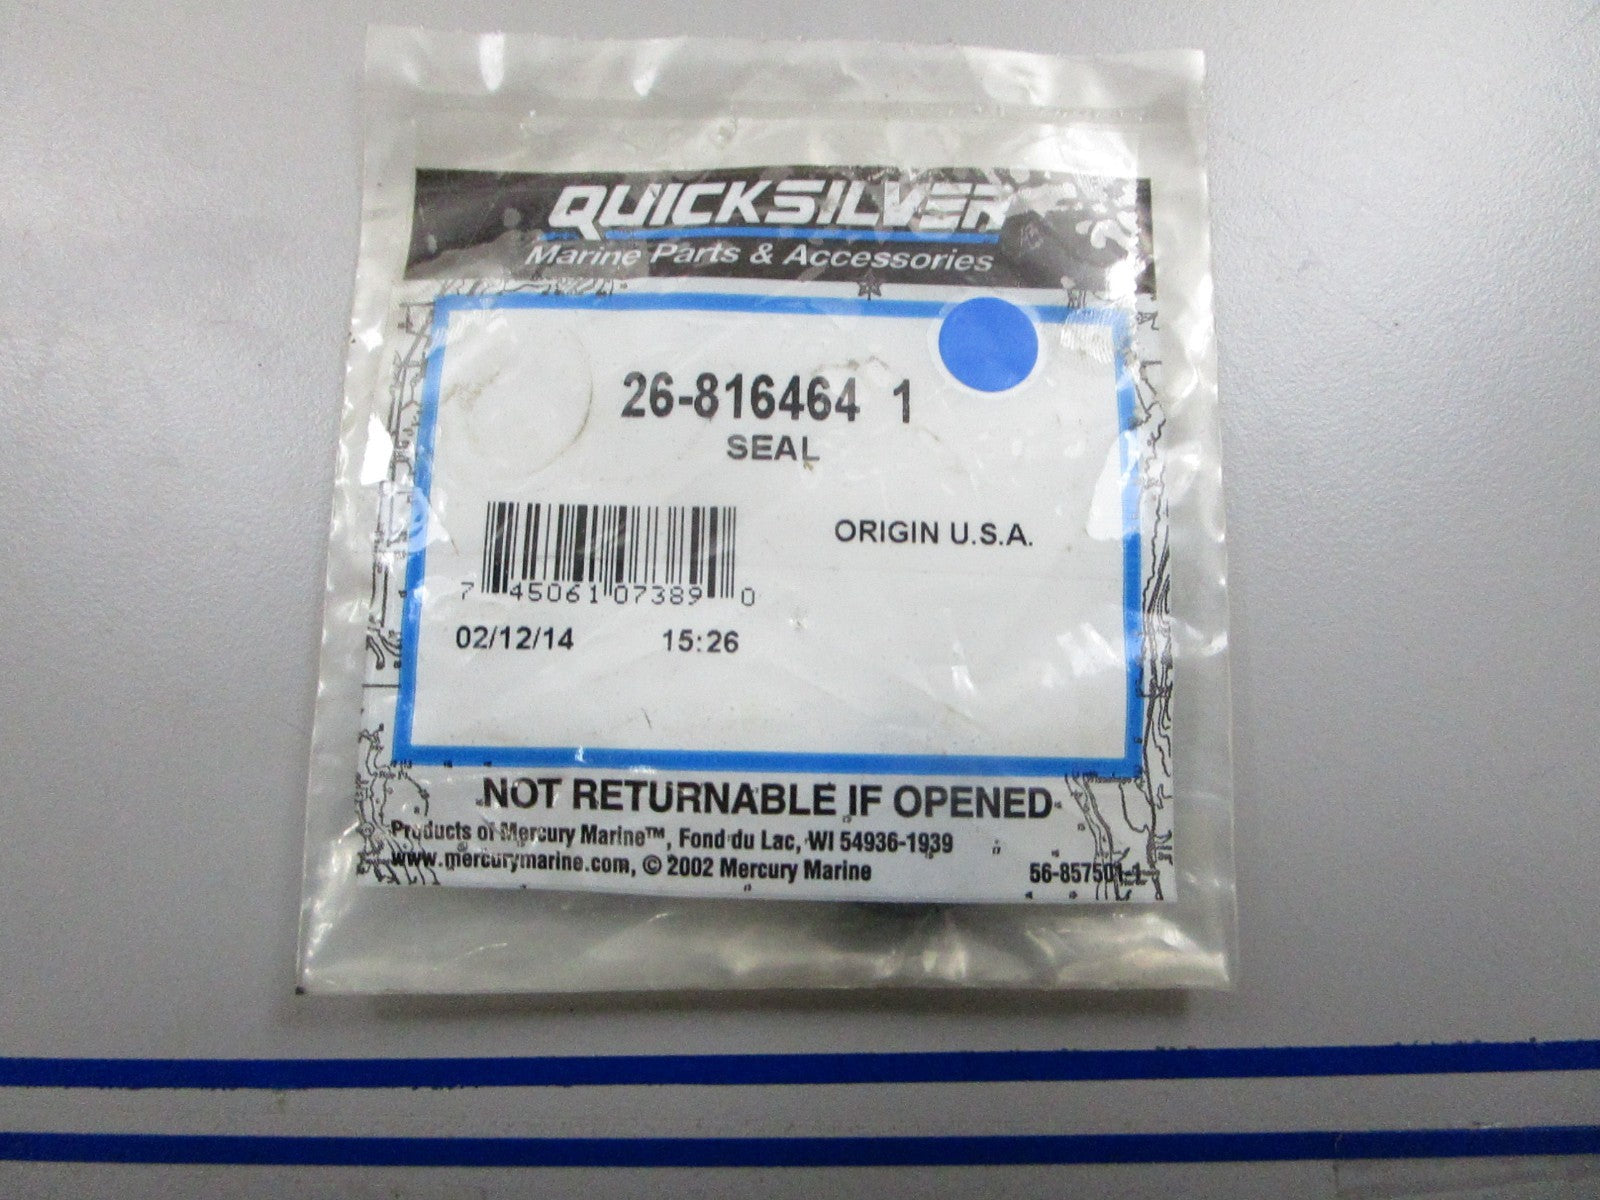 QUICKSILVER
Marine Parts & Accessories
26-816464 1
SEAL
ORIGIN U.S.A.
7 45061 07389 0
02/12/14 15:26
NOT RETURNABLE IF OPENED
Products of Mercury Marine™, Fond du Lac, WI 54936-1939
www.mercurymarine.com, © 2002 Mercury Marine 56-857501-1